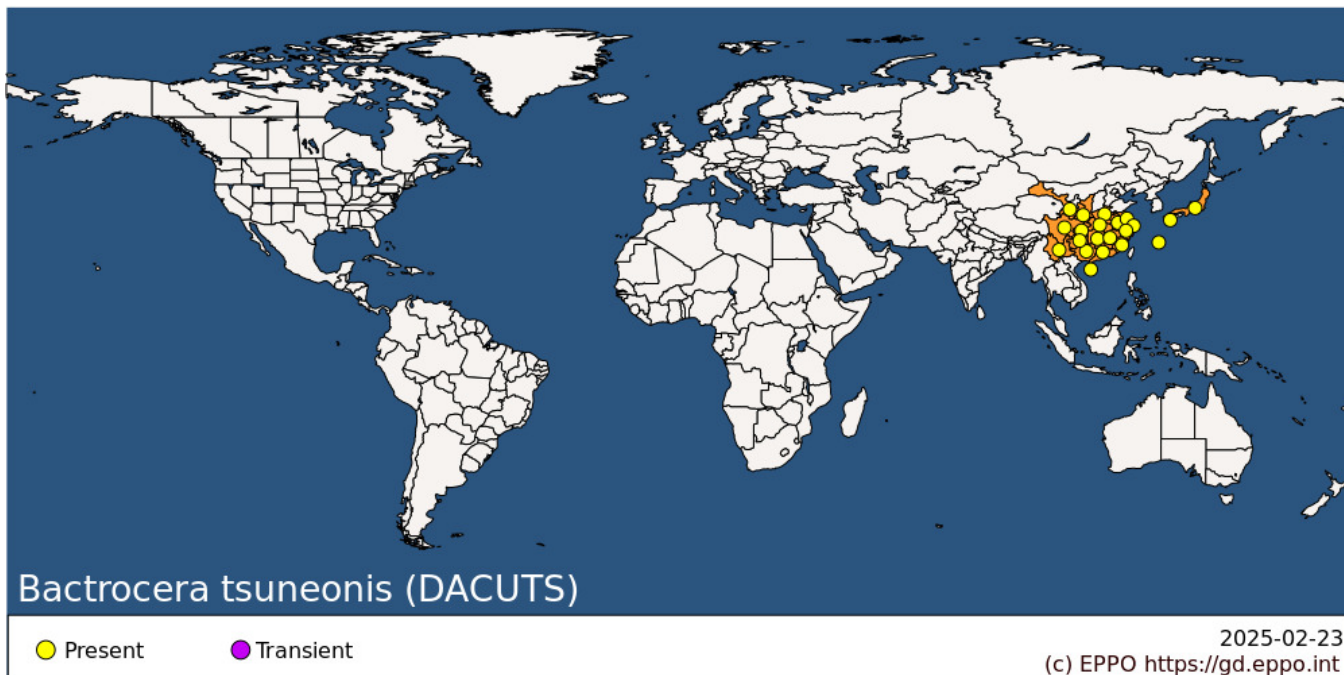 Bactrocera tsuneonis (DACUTS)
Present
Transient
2025-02-23
(c) EPPO https://gd.eppo.int